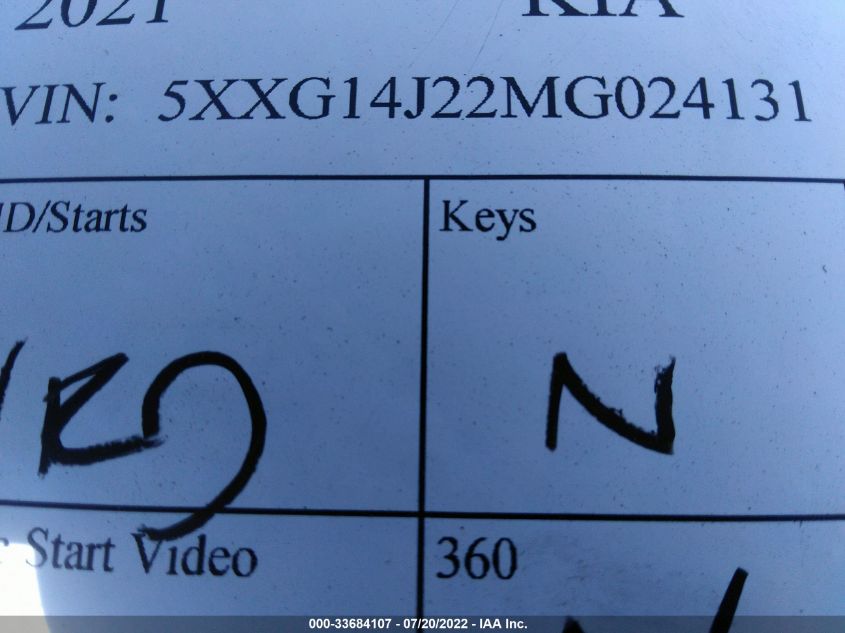 2021 KIA
VIN: 5XXG14J22MG024131
D/Starts Keys
N
Start Video 360
000-33684107 - 07/20/2022 - IAA Inc.